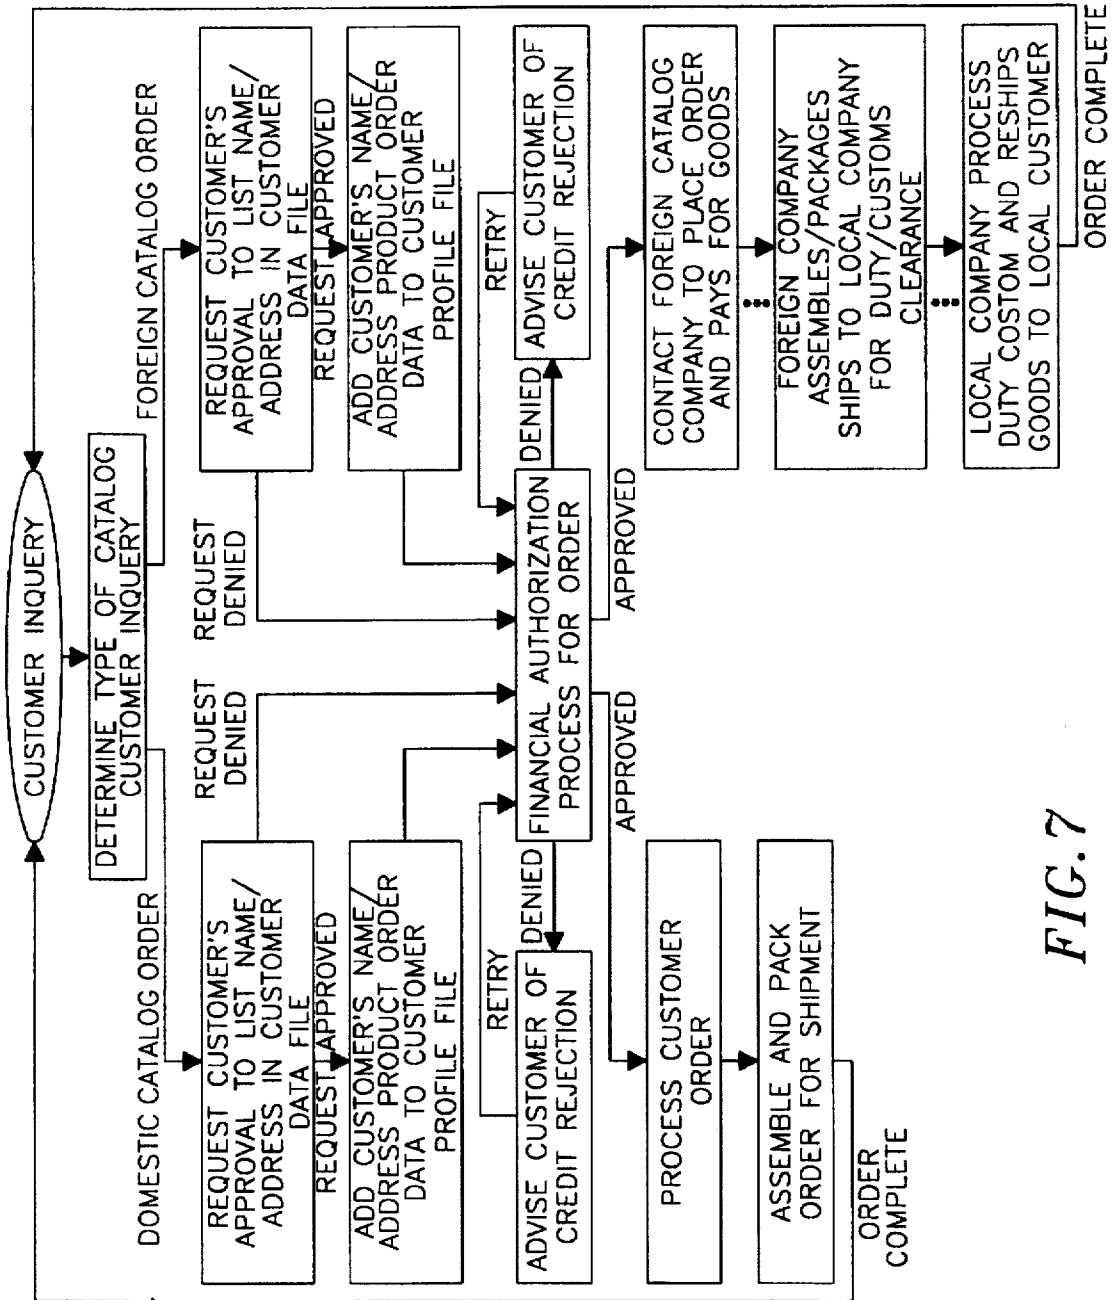 CUSTOMER INQUERY
DETERMINE TYPE OF CATALOG
CUSTOMER INQUERY
DOMESTIC CATALOG ORDER
FOREIGN CATALOG ORDER
REQUEST CUSTOMER'S
APPROVAL TO LIST NAME/
ADDRESS IN CUSTOMER
DATA FILE
REQUEST
DENIED
REQUEST
DENIED
REQUEST CUSTOMER'S
APPROVAL TO LIST NAME/
ADDRESS IN CUSTOMER
DATA FILE
REQUEST APPROVED
REQUEST APPROVED
ADD CUSTOMER'S NAME/
ADDRESS PRODUCT ORDER
DATA TO CUSTOMER
PROFILE FILE
ADD CUSTOMER'S NAME/
ADDRESS PRODUCT ORDER
DATA TO CUSTOMER
PROFILE FILE
RETRY
RETRY
ADVISE CUSTOMER OF
CREDIT REJECTION
DENIED
FINANCIAL AUTHORIZATION
PROCESS FOR ORDER
DENIED
ADVISE CUSTOMER OF
CREDIT REJECTION
APPROVED
APPROVED
PROCESS CUSTOMER
ORDER
CONTACT FOREIGN CATALOG
COMPANY TO PLACE ORDER
AND PAYS FOR GOODS
ASSEMBLE AND PACK
ORDER FOR SHIPMENT
FOREIGN COMPANY
ASSEMBLES/PACKAGES
SHIPS TO LOCAL COMPANY
FOR DUTY/CUSTOMS
CLEARANCE
ORDER
COMPLETE
LOCAL COMPANY PROCESS
DUTY COSTOM AND RESHIPS
GOODS TO LOCAL CUSTOMER
ORDER COMPLETE
FIG.7